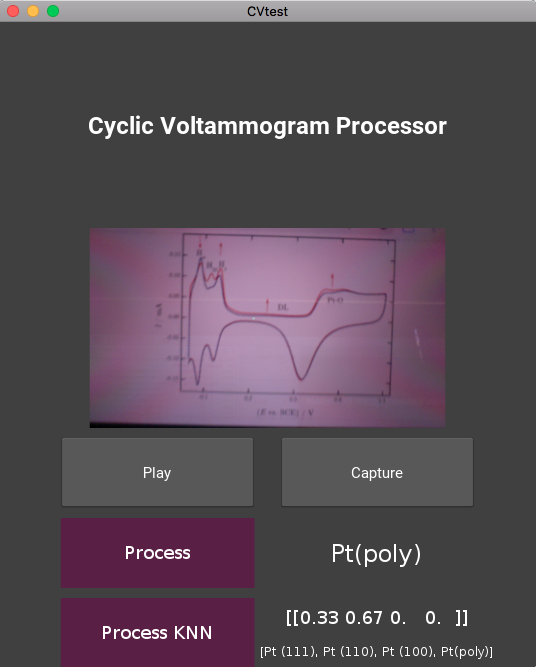 CVtest
Cyclic Voltammogram Processor
DL
Pt-O
(E vs. SCE) / V
Play
Capture
Process
Pt(poly)
Process KNN
[[0.33 0.67 0. 0. ]]
[Pt (111), Pt (110), Pt (100), Pt(poly)]